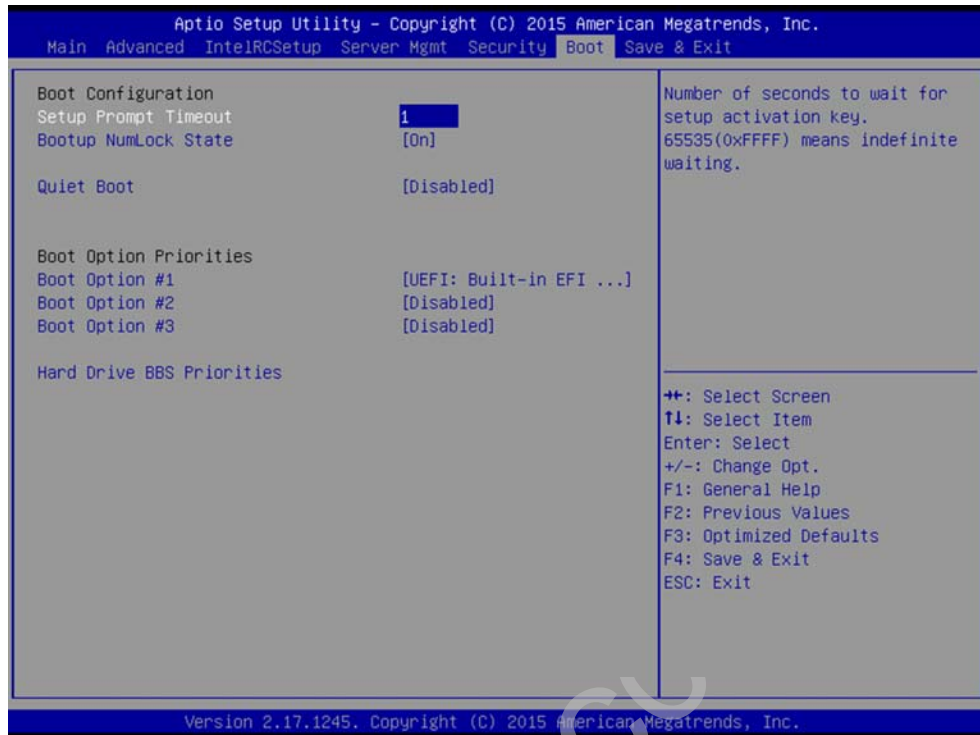 Aptio Setup Utility – Copyright (C) 2015 American Megatrends, Inc.
Main Advanced IntelRCSetup Server Mgmt Security Boot Save & Exit
Boot Configuration
Setup Prompt Timeout 1
Bootup NumLock State [On]
Quiet Boot [Disabled]
Boot Option Priorities
Boot Option #1 [UEFI: Built-in EFI ...]
Boot Option #2 [Disabled]
Boot Option #3 [Disabled]
Hard Drive BBS Priorities
Number of seconds to wait for
setup activation key.
65535(0xFFFF) means indefinite
waiting.
→←: Select Screen
↑↓: Select Item
Enter: Select
+/-: Change Opt.
F1: General Help
F2: Previous Values
F3: Optimized Defaults
F4: Save & Exit
ESC: Exit
Version 2.17.1245. Copyright (C) 2015 American Megatrends, Inc.